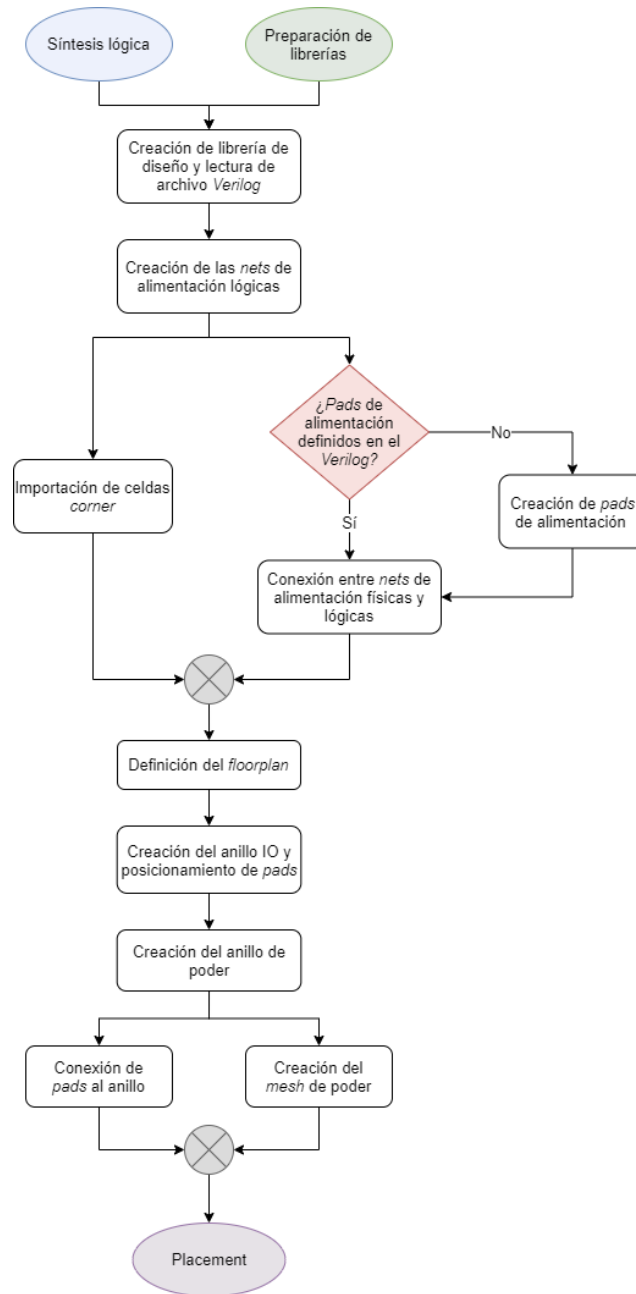 Síntesis lógica
Preparación de
librerías
Creación de librería de
diseño y lectura de
archivo Verilog
Creación de las nets de
alimentación lógicas
¿Pads de
alimentación
definidos en el
Verilog?
No
Importación de celdas
corner
Creación de pads
de alimentación
Sí
Conexión entre nets de
alimentación físicas y
lógicas
Definición del floorplan
Creación del anillo IO y
posicionamiento de pads
Creación del anillo de
poder
Conexión de
pads al anillo
Creación del
mesh de poder
Placement